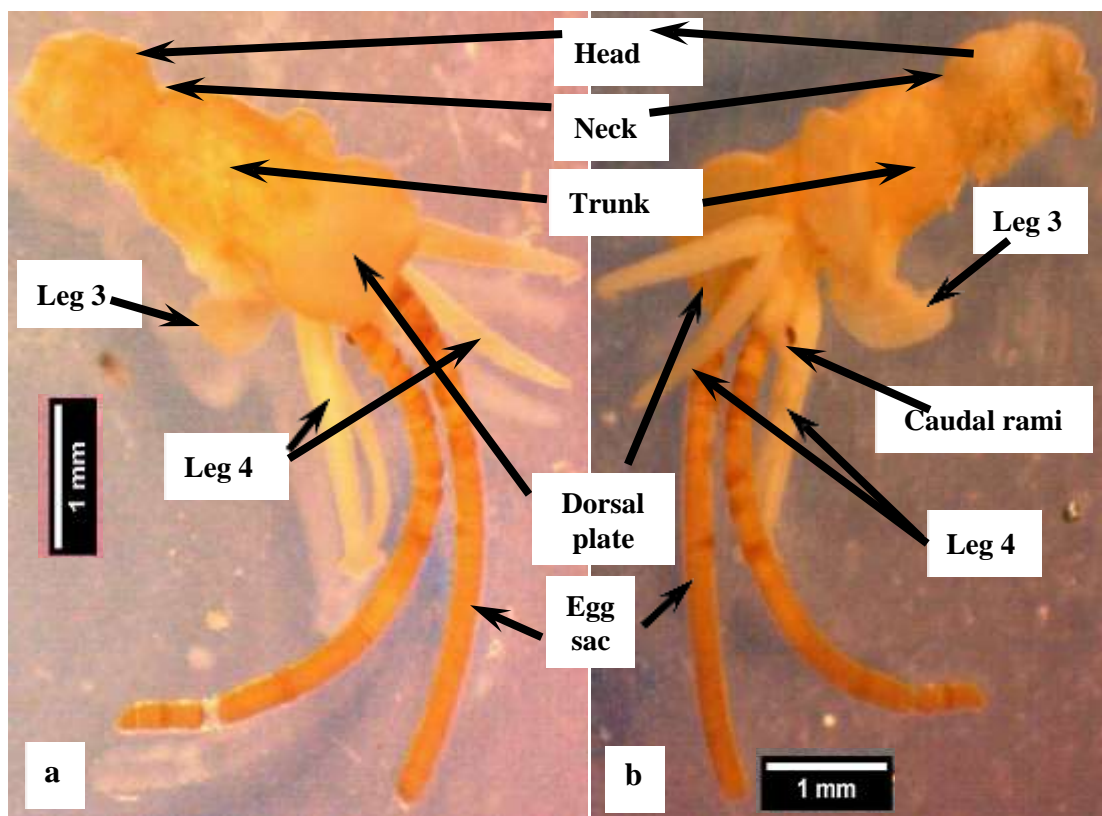 Head
Neck
Trunk
Leg 3
Leg 3
Leg 4
Caudal rami
Dorsal
plate
Leg 4
Egg
sac
1 mm
a
b
1 mm